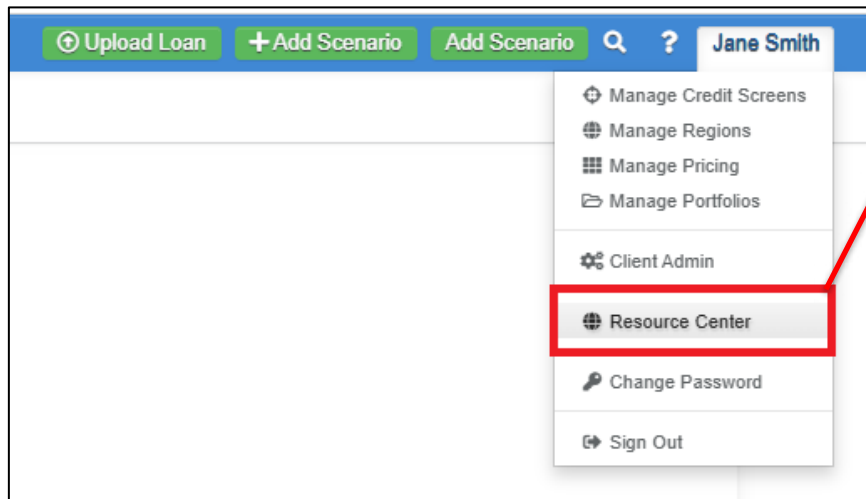 Upload Loan Add Scenario Add Scenario ? Jane Smith
Manage Credit Screens
Manage Regions
Manage Pricing
Manage Portfolios
Client Admin
Resource Center
Change Password
Sign Out